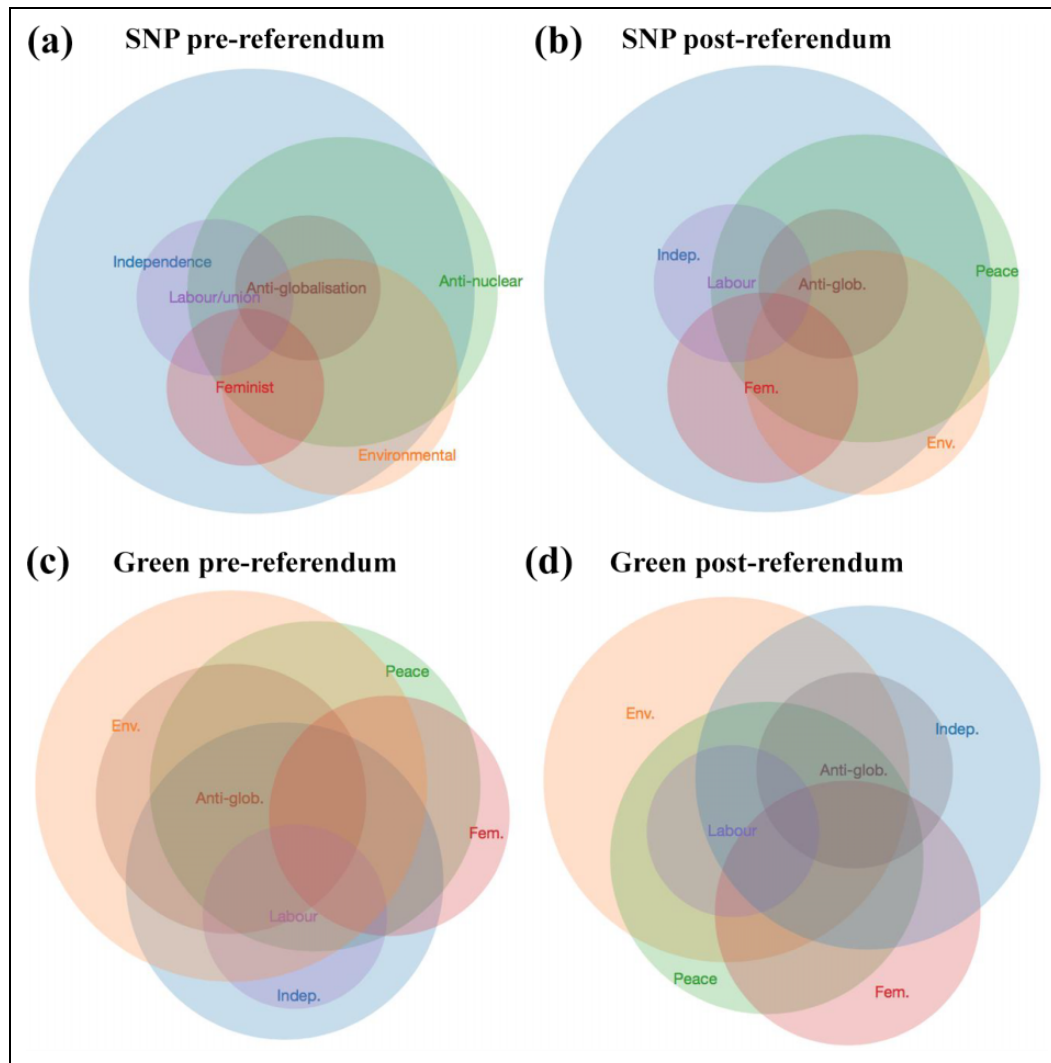 (a) SNP pre-referendum
Independence
Labour/union
Anti-globalisation
Anti-nuclear
Feminist
Environmental
(b) SNP post-referendum
Indep.
Labour
Anti-glob.
Peace
Fem.
Env.
(c) Green pre-referendum
Peace
Env.
Anti-glob.
Fem.
Labour
Indep.
(d) Green post-referendum
Env.
Indep.
Anti-glob.
Labour
Peace
Fem.